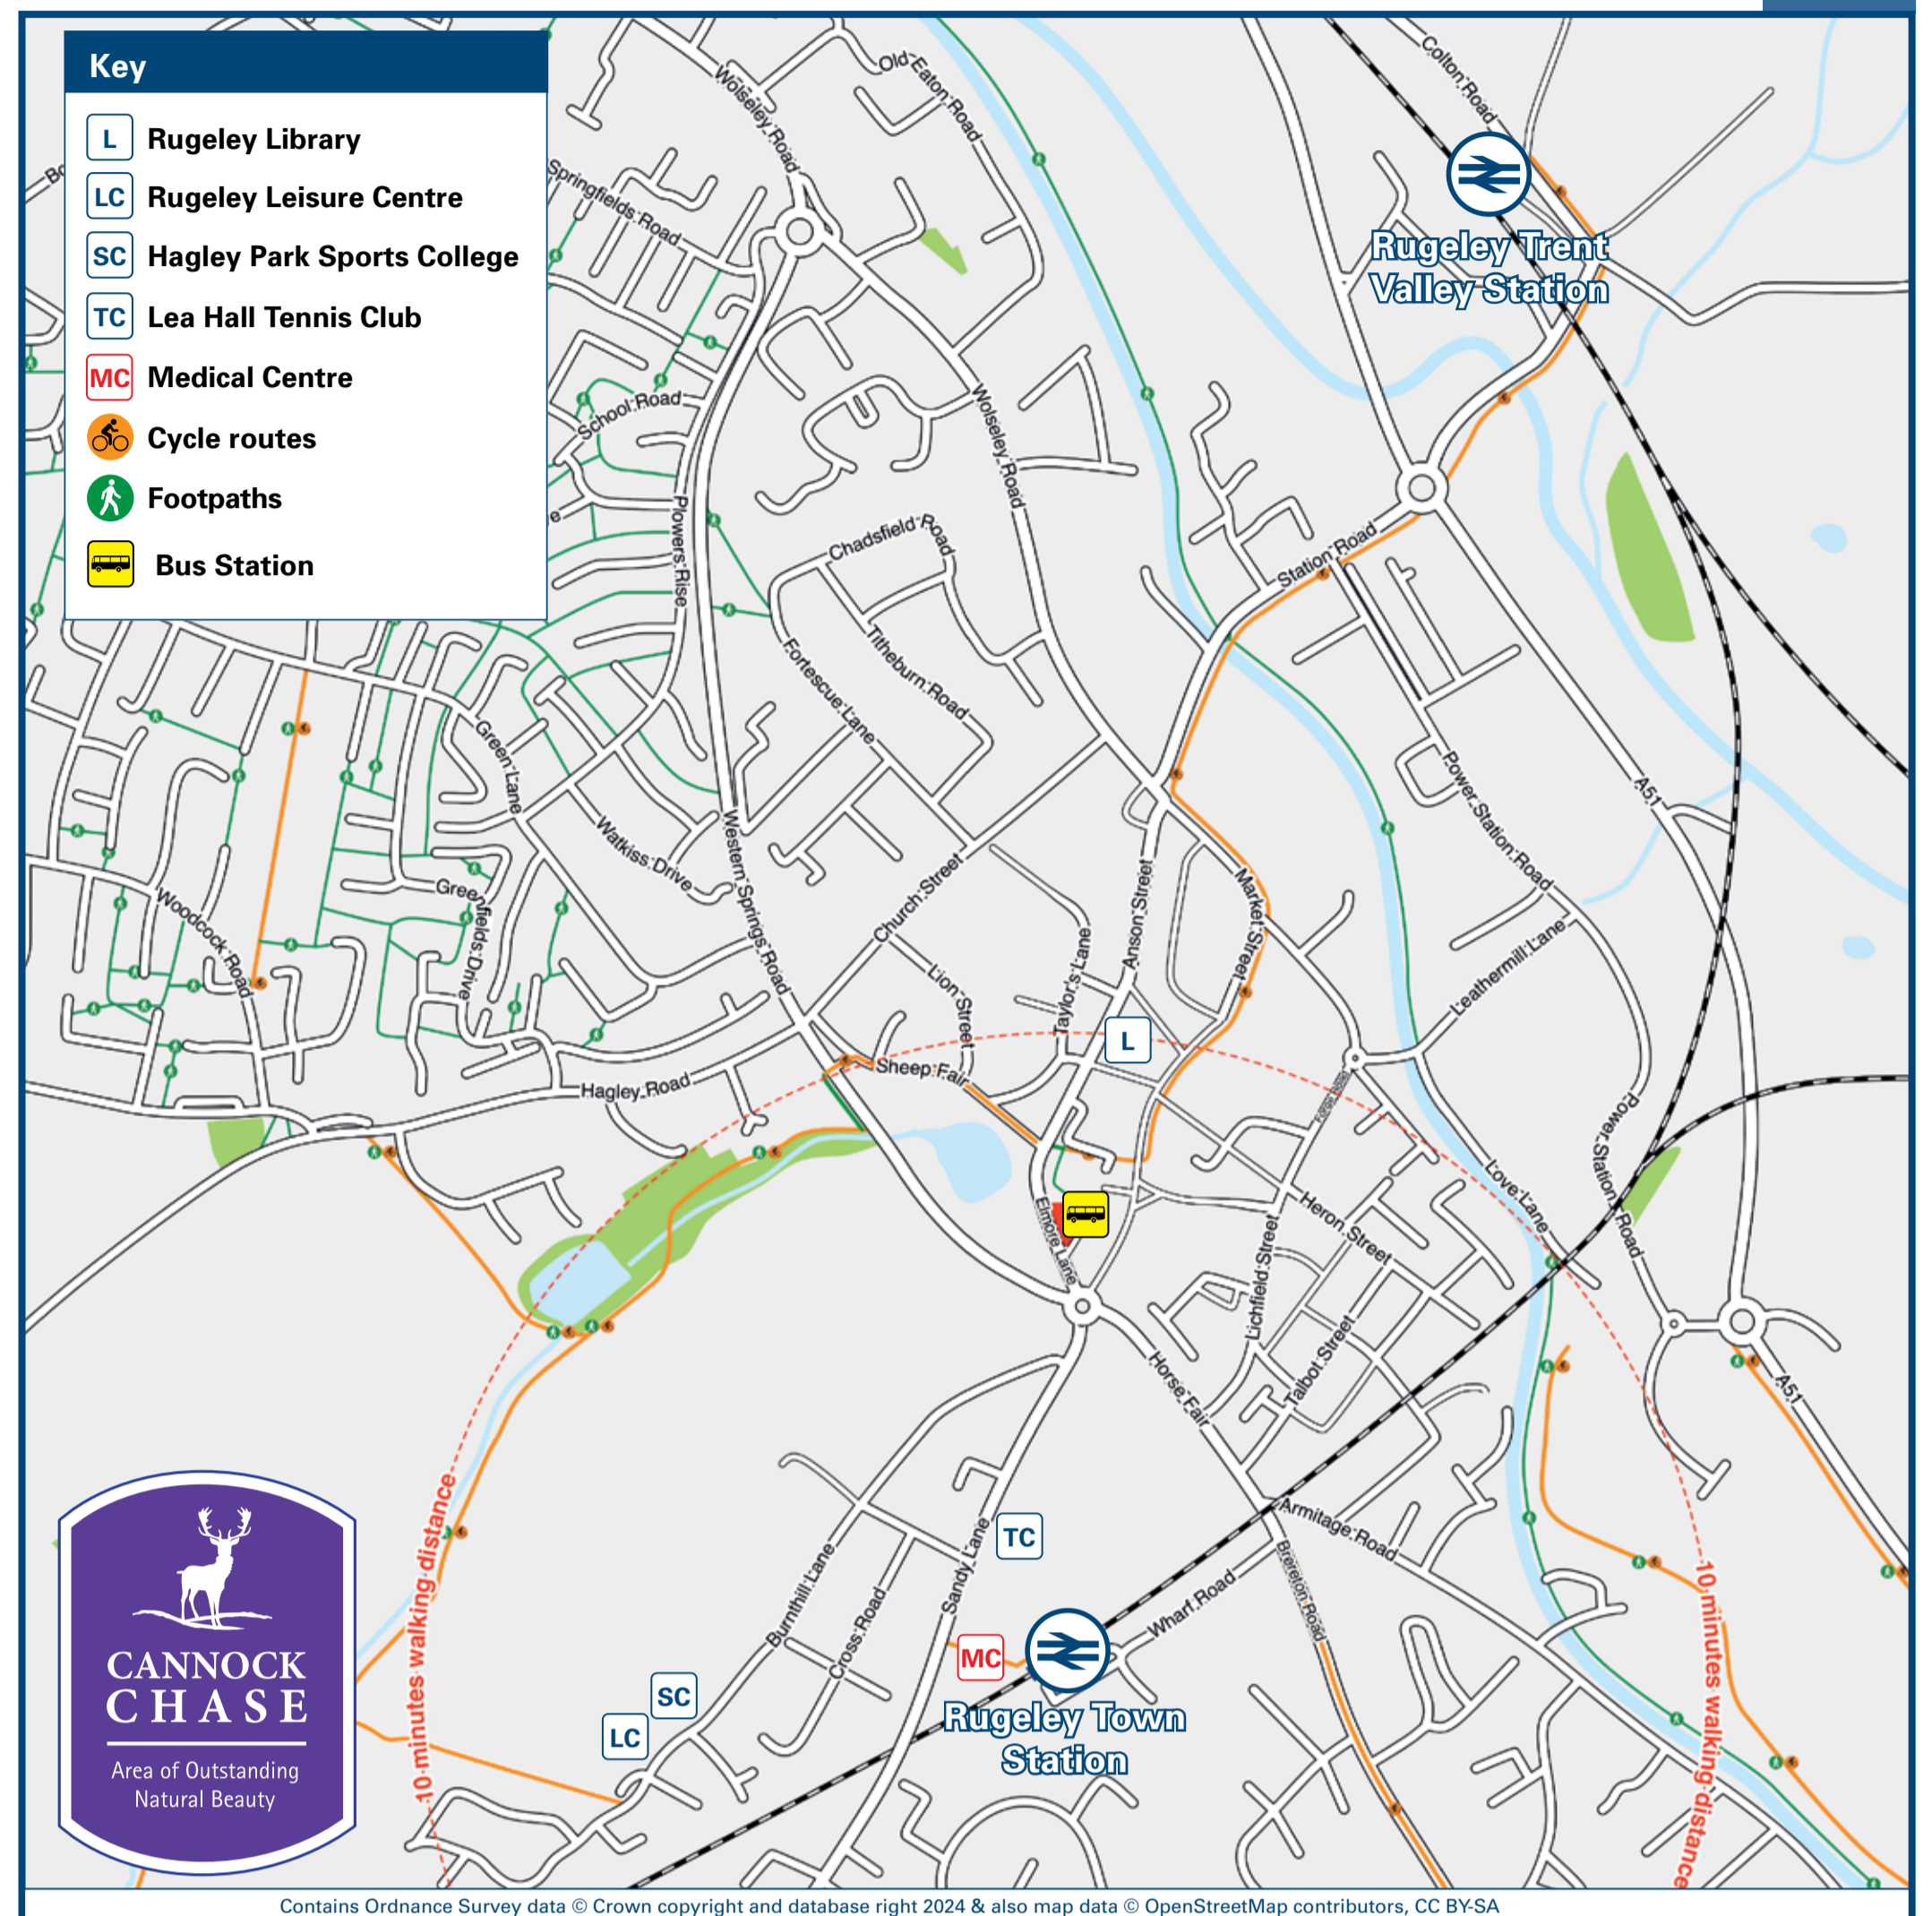 Key
L Rugeley Library
LC Rugeley Leisure Centre
SC Hagley Park Sports College
TC Lea Hall Tennis Club
MC Medical Centre
Cycle routes
Footpaths
Bus Station
Colton Road
Old Eaton Road
Wolseley Road
Springfields Road
Rugeley Trent
Valley Station
School Road
Wolseley Road
Plowers Rise
Chadsfield Road
Station Road
Titheburn Road
Fortescue Lane
Green Lane
Power Station Road
A51
Watkiss Drive
Western Springs Road
Church Street
Anson Street
Market Street
Greenfields Drive
Woodcock Road
Lion Street
Taylor's Lane
Leathermill Lane
L
Sheep Fair
Hagley Road
Power Station Road
Love Lane
Elmore Lane
Heron Street
Lichfield Street
Talbot Street
Horse Fair
A51
10 minutes walking distance
Armitage Road
TC
Sandy Lane
Burnthill Lane
Cross Road
Brereton Road
Wharf Road
10 minutes walking distance
MC
SC
LC
Rugeley Town
Station
CANNOCK
CHASE
Area of Outstanding
Natural Beauty
Contains Ordnance Survey data © Crown copyright and database right 2024 & also map data © OpenStreetMap contributors, CC BY-SA